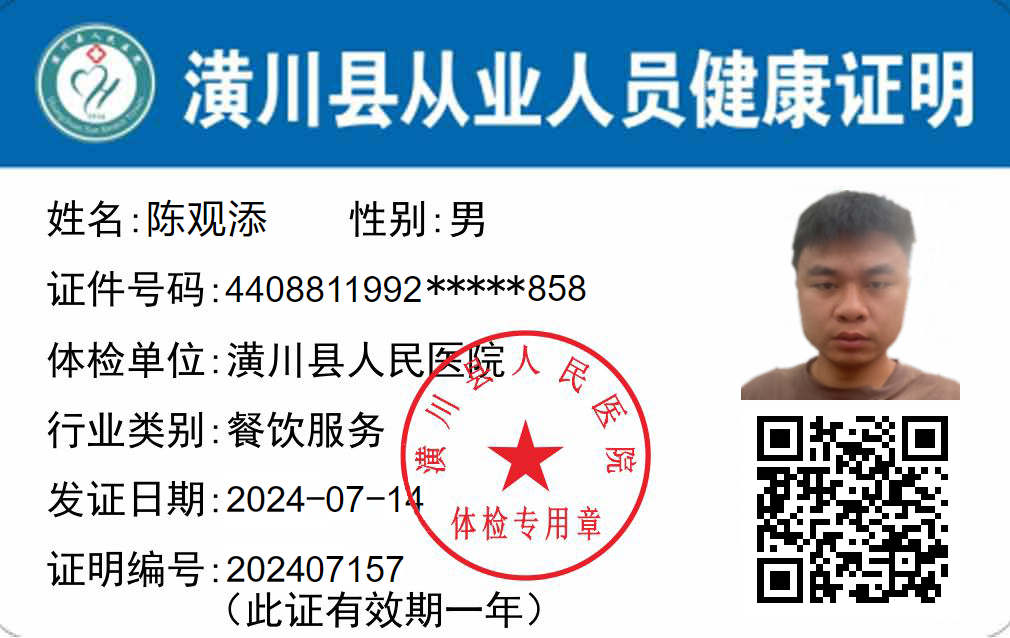 潢川县从业人员健康证明
姓名:陈观添 性别:男
证件号码:4408811992*****858
体检单位:潢川县人民医院
行业类别:餐饮服务
发证日期:2024-07-14
证明编号:202407157
（此证有效期一年）
潢川县人民医院
体检专用章